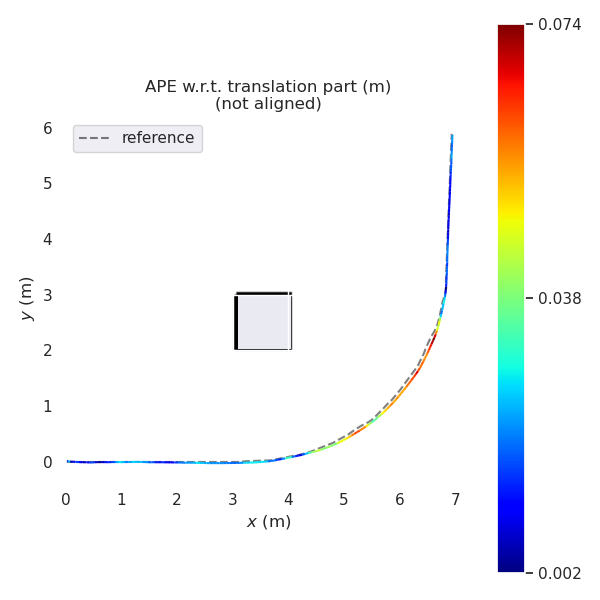 APE w.r.t. translation part (m)
(not aligned)
reference
6
5
4
3
2
1
0
y (m)
0 1 2 3 4 5 6 7
x (m)
0.074
0.038
0.002